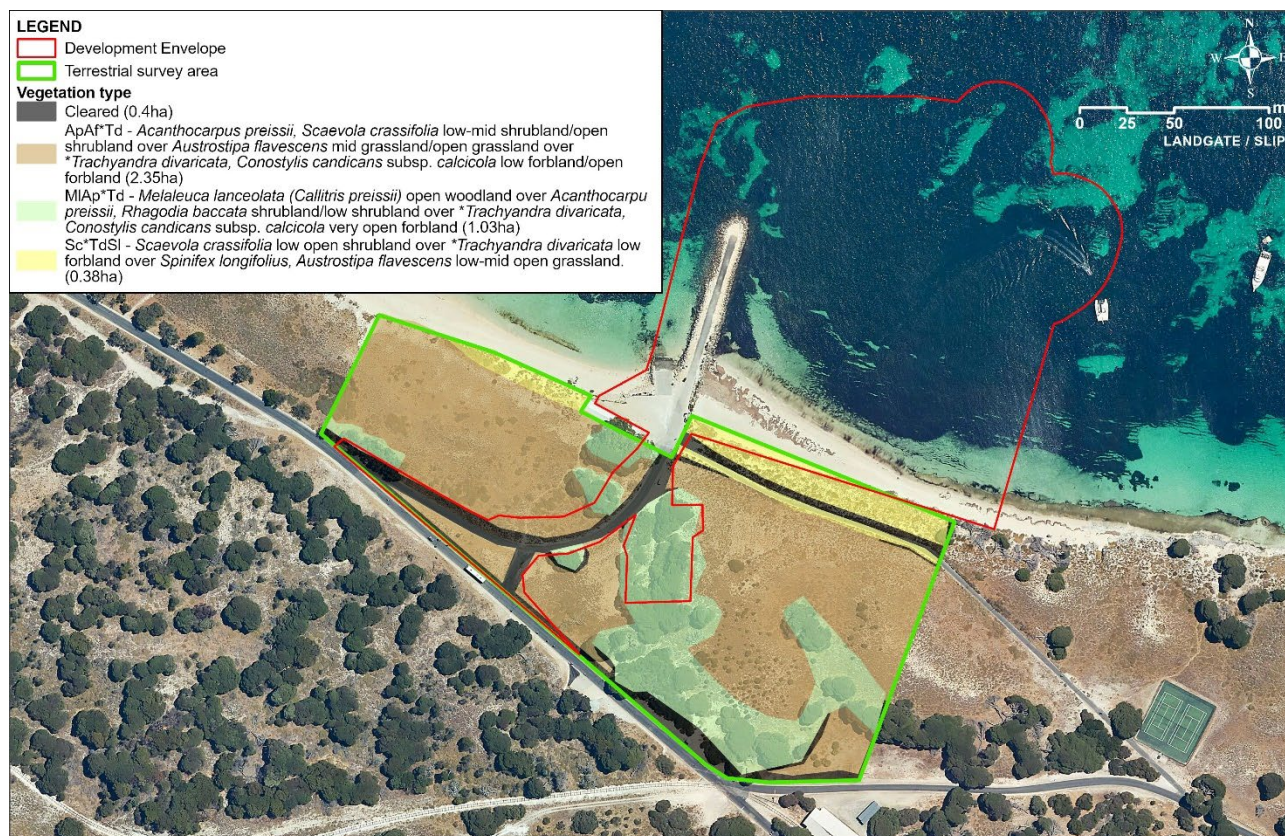 LEGEND
Development Envelope
Terrestrial survey area
Vegetation type
Cleared (0.4ha)
ApAf*Td - Acanthocarpus preissii, Scaevola crassifolia low-mid shrubland/open
shrubland over Austrostipa flavescens mid grassland/open grassland over
*Trachyandra divaricata, Conostylis candicans subsp. calcicola low forbland/open
forbland (2.35ha)
MlAp*Td - Melaleuca lanceolata (Callitris preissii) open woodland over Acanthocarpu
preissii, Rhagodia baccata shrubland/low shrubland over *Trachyandra divaricata,
Conostylis candicans subsp. calcicola very open forbland (1.03ha)
Sc*TdSl - Scaevola crassifolia low open shrubland over *Trachyandra divaricata low
forbland over Spinifex longifolius, Austrostipa flavescens low-mid open grassland.
(0.38ha)
N
W E
S
m
0 25 50 100
LANDGATE / SLIP